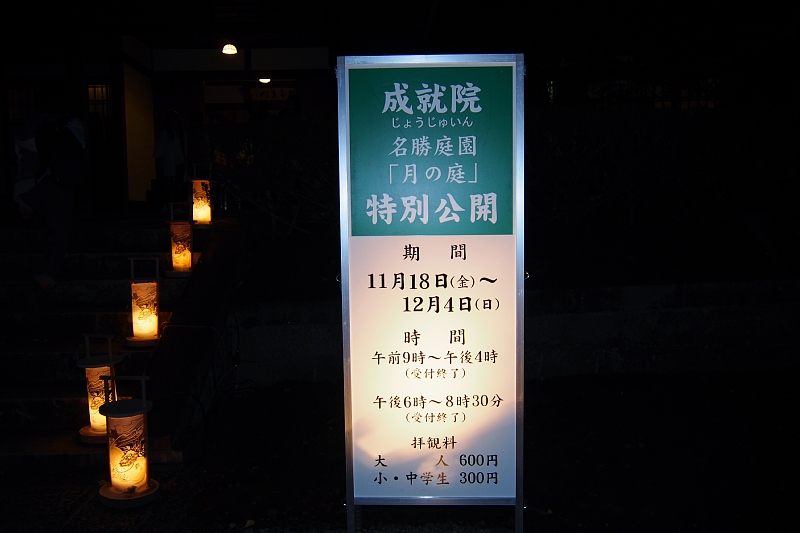 成就院
じょうじゅいん
名勝庭園
「月の庭」
特別公開
期 間
11月18日(金)〜
12月4日(日)
時 間
午前9時〜午後4時
(受付終了)
午後6時〜8時30分
(受付終了)
拝観料
大 人 600円
小・中学生 300円